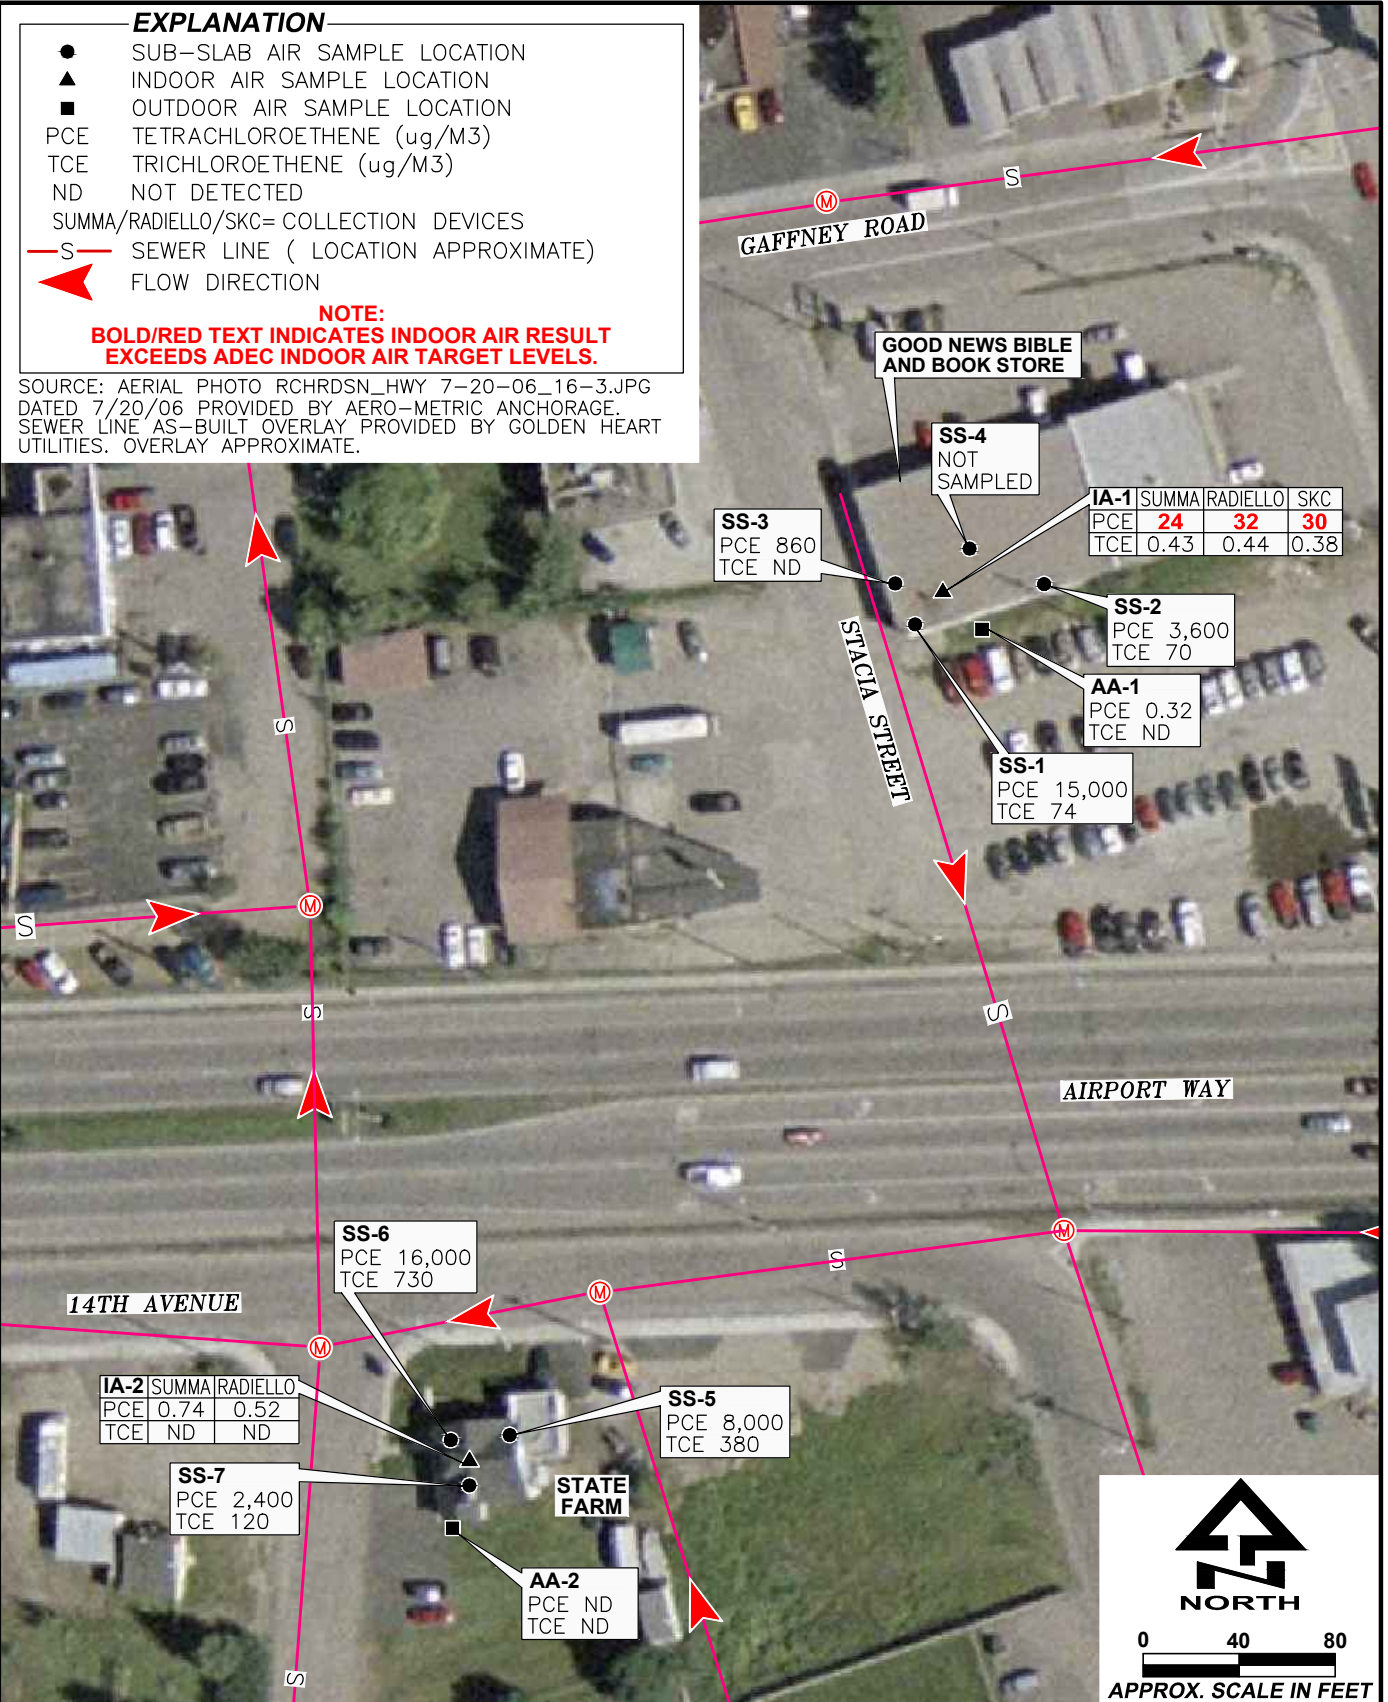 EXPLANATION
SUB-SLAB AIR SAMPLE LOCATION
INDOOR AIR SAMPLE LOCATION
OUTDOOR AIR SAMPLE LOCATION
PCE TETRACHLOROETHENE (ug/M3)
TCE TRICHLOROETHENE (ug/M3)
ND NOT DETECTED
SUMMA/RADIELLO/SKC= COLLECTION DEVICES
S SEWER LINE ( LOCATION APPROXIMATE)
FLOW DIRECTION
NOTE:
BOLD/RED TEXT INDICATES INDOOR AIR RESULT
EXCEEDS ADEC INDOOR AIR TARGET LEVELS.
SOURCE: AERIAL PHOTO RCHRDSN_HWY 7-20-06_16-3.JPG
DATED 7/20/06 PROVIDED BY AERO-METRIC ANCHORAGE.
SEWER LINE AS-BUILT OVERLAY PROVIDED BY GOLDEN HEART
UTILITIES. OVERLAY APPROXIMATE.
S
M
GAFFNEY ROAD
GOOD NEWS BIBLE
AND BOOK STORE
SS-4
NOT
SAMPLED
IA-1 SUMMA RADIELLO SKC
PCE 24 32 30
TCE 0.43 0.44 0.38
SS-3
PCE 860
TCE ND
SS-2
PCE 3,600
TCE 70
STACIA STREET
AA-1
PCE 0.32
TCE ND
S
SS-1
PCE 15,000
TCE 74
M
S
S
S
AIRPORT WAY
SS-6
PCE 16,000
TCE 730
M
S
M
14TH AVENUE
M
IA-2 SUMMA RADIELLO
PCE 0.74 0.52
TCE ND ND
SS-5
PCE 8,000
TCE 380
SS-7
PCE 2,400
TCE 120
STATE
FARM
AA-2
PCE ND
TCE ND
S
NORTH
0 40 80
APPROX. SCALE IN FEET